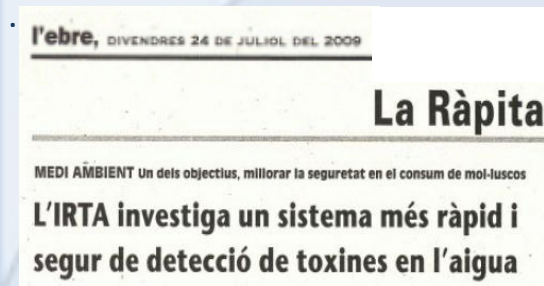 l'ebre, DIVENDRES 24 DE JULIOL DEL 2009
La Ràpita
MEDI AMBIENT Un dels objectius, millorar la seguretat en el consum de mol·luscos
L'IRTA investiga un sistema més ràpid i
segur de detecció de toxines en l'aigua